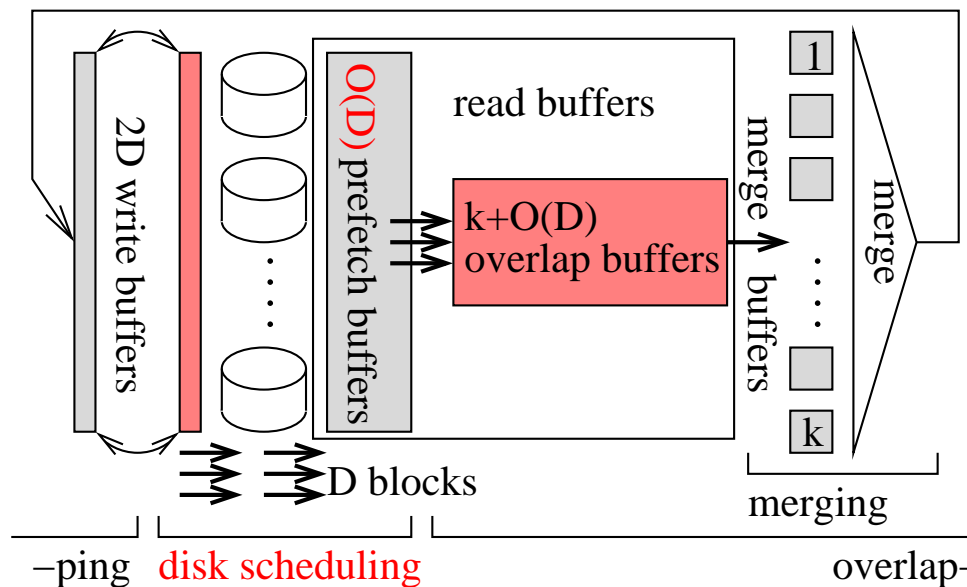 2D write buffers
O(D) prefetch buffers
read buffers
k+O(D)
overlap buffers
merge buffers
1
k
merge
D blocks
merging
–ping
disk scheduling
overlap–